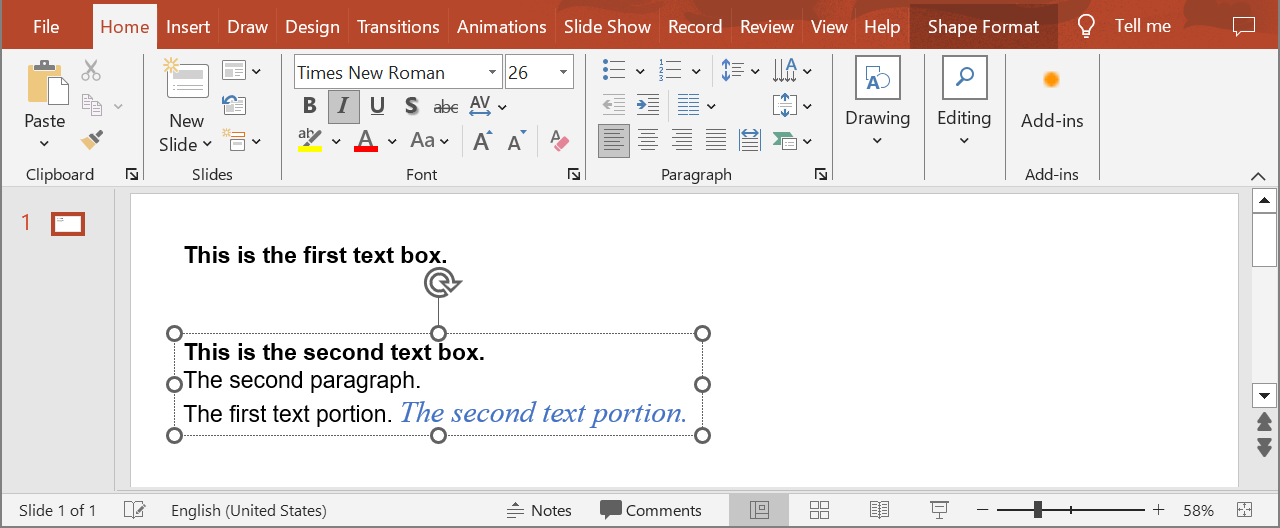 File Home Insert Draw Design Transitions Animations Slide Show Record Review View Help Shape Format Tell me
Times New Roman 26
B I U S abc AV
ab A Aa A A
Paste New Slide Drawing Editing Add-ins
Clipboard Slides Font Paragraph Add-ins
1
This is the first text box.
This is the second text box.
The second paragraph.
The first text portion. The second text portion.
Slide 1 of 1 English (United States) Notes Comments 58%